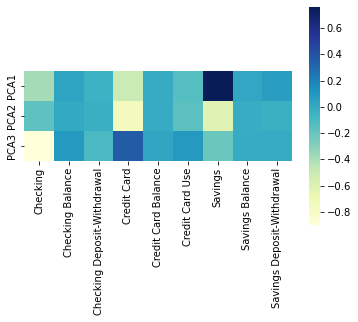 PCA1
PCA2
PCA3
Checking
Checking Balance
Checking Deposit-Withdrawal
Credit Card
Credit Card Balance
Credit Card Use
Savings
Savings Balance
Savings Deposit-Withdrawal
0.6
0.4
0.2
0.0
−0.2
−0.4
−0.6
−0.8